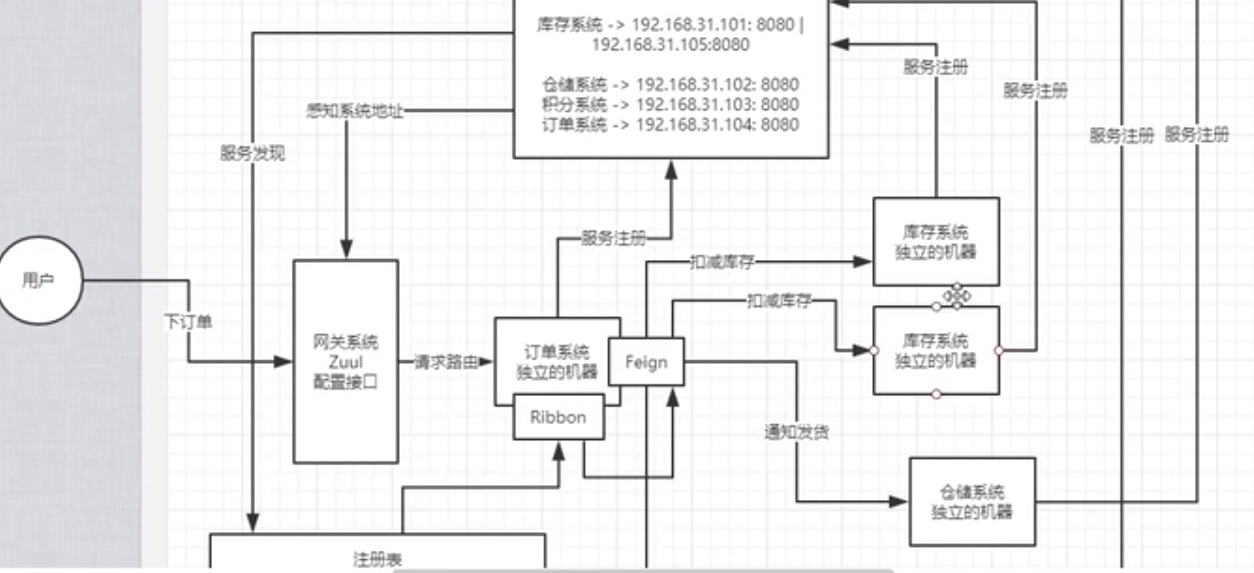 库存系统 -> 192.168.31.101: 8080 |
192.168.31.105:8080
仓储系统 -> 192.168.31.102: 8080
积分系统 -> 192.168.31.103: 8080
订单系统 -> 192.168.31.104: 8080
服务注册
服务注册
感知系统地址
服务注册
服务注册
服务发现
库存系统
独立的机器
服务注册
扣减库存
用户
扣减库存
下订单
网关系统
Zuul
配置接口
请求路由
订单系统
独立的机器
Feign
库存系统
独立的机器
Ribbon
通知发货
仓储系统
独立的机器
注册表